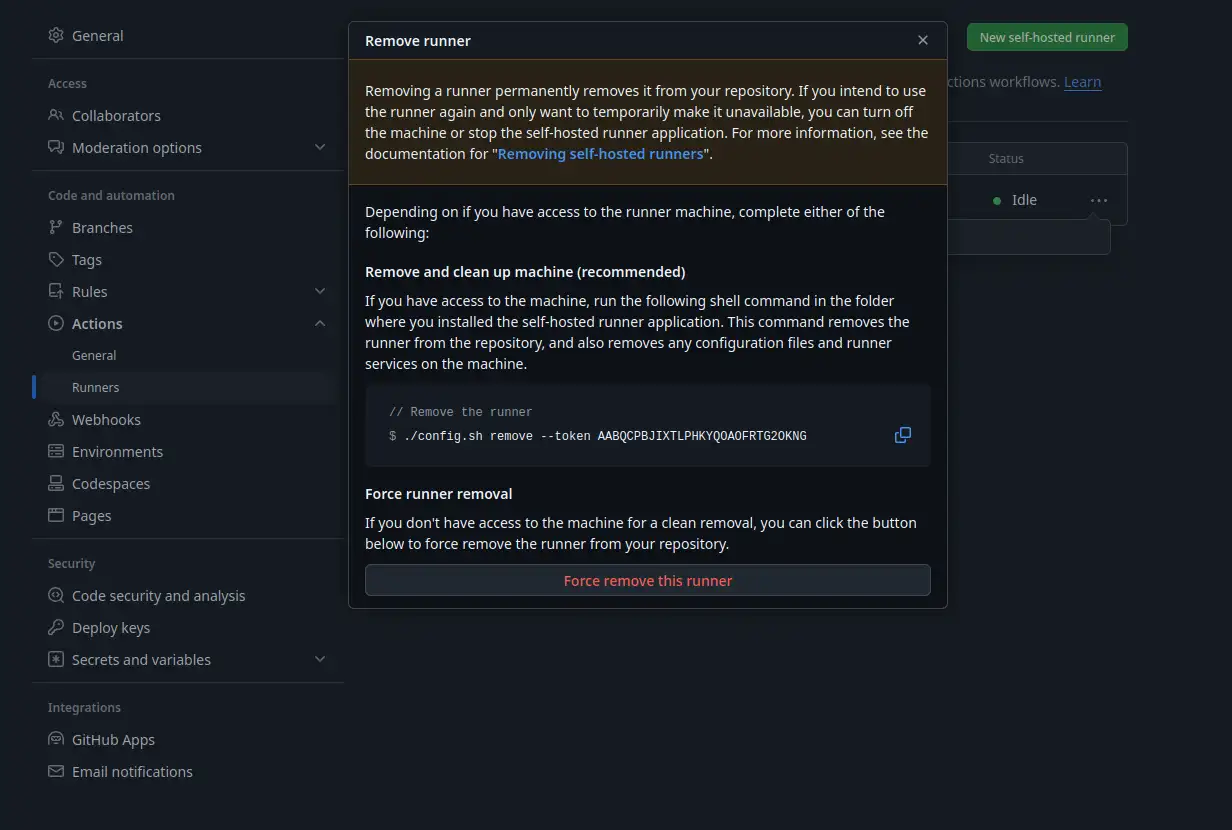 General
Access
Collaborators
Moderation options
Code and automation
Branches
Tags
Rules
Actions
General
Runners
Webhooks
Environments
Codespaces
Pages
Security
Code security and analysis
Deploy keys
Secrets and variables
Integrations
GitHub Apps
Email notifications
Remove runner
Removing a runner permanently removes it from your repository. If you intend to use
the runner again and only want to temporarily make it unavailable, you can turn off
the machine or stop the self-hosted runner application. For more information, see the
documentation for "Removing self-hosted runners".
Depending on if you have access to the runner machine, complete either of the
following:
Remove and clean up machine (recommended)
If you have access to the machine, run the following shell command in the folder
where you installed the self-hosted runner application. This command removes the
runner from the repository, and also removes any configuration files and runner
services on the machine.
// Remove the runner
$ ./config.sh remove --token AABQCPBJIXTLPHKYQOAOFRTG2OKNG
Force runner removal
If you don't have access to the machine for a clean removal, you can click the button
below to force remove the runner from your repository.
Force remove this runner
New self-hosted runner
ctions workflows. Learn
Status
Idle